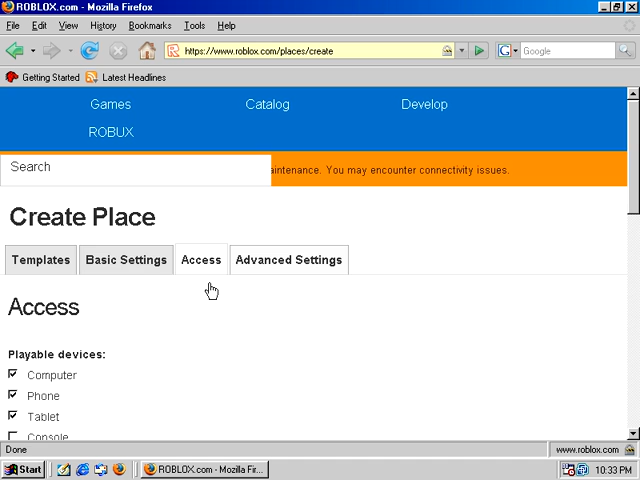 ROBLOX.com - Mozilla Firefox
File Edit View History Bookmarks Tools Help
https://www.roblox.com/places/create
Google
Getting Started Latest Headlines
Games Catalog Develop
ROBUX
Search
aintenance. You may encounter connectivity issues.
Create Place
Templates Basic Settings Access Advanced Settings
Access
Playable devices:
Computer
Phone
Tablet
Console
Done www.roblox.com
Start ROBLOX.com - Mozilla Fir... 10:33 PM